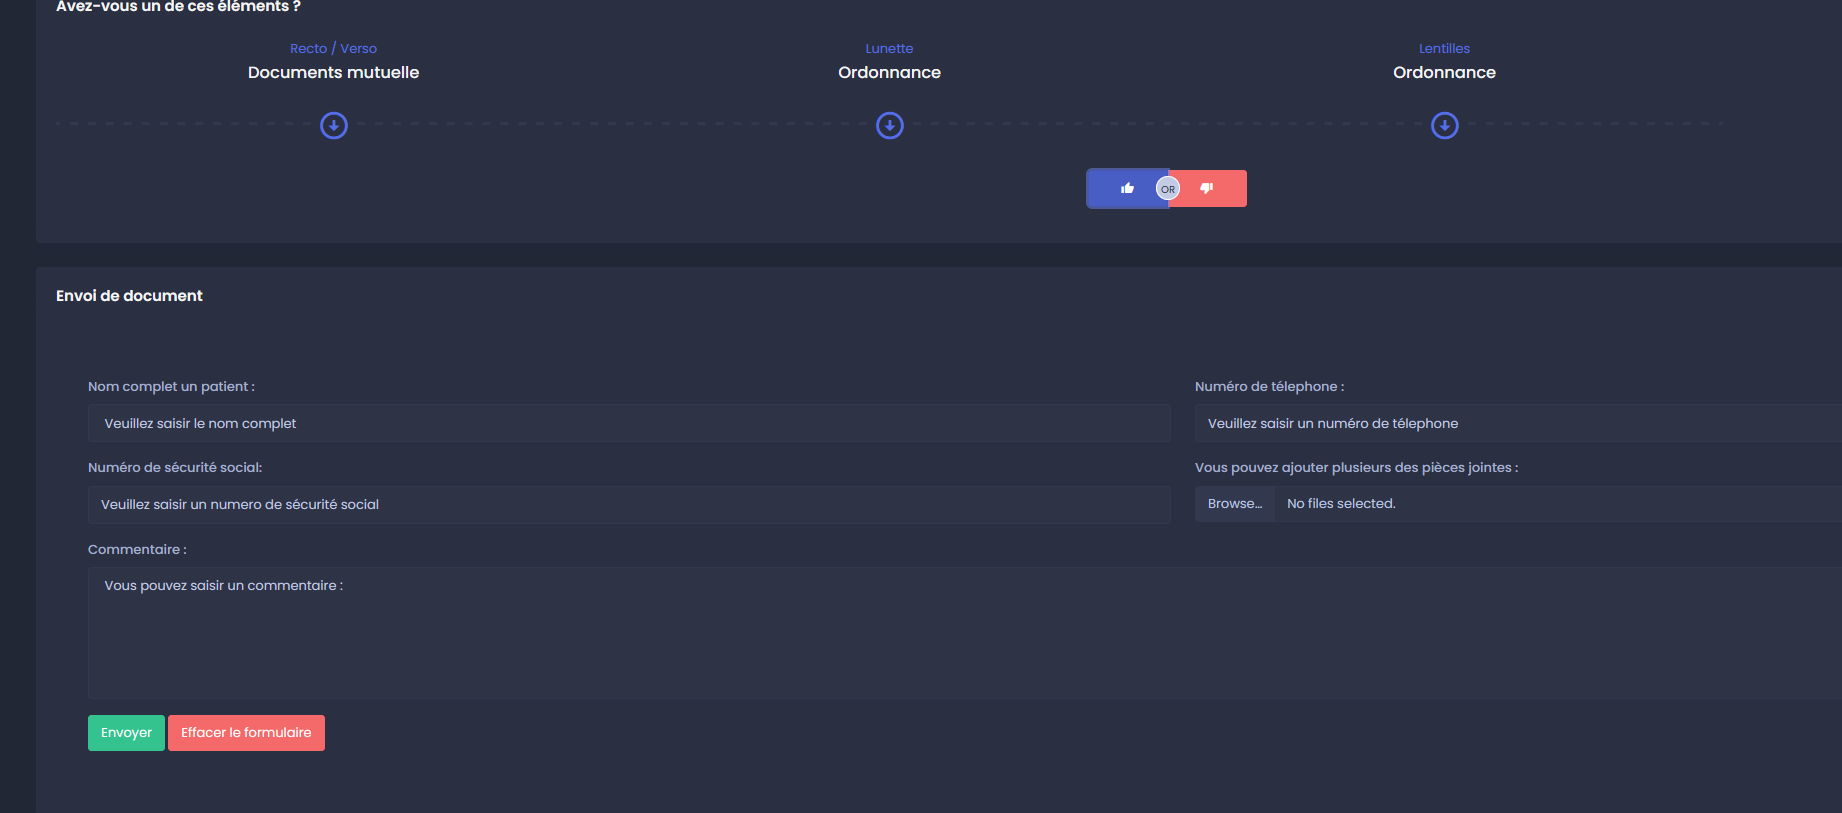 Avez-vous un de ces éléments ?
Recto / Verso
Documents mutuelle
Lunette
Ordonnance
Lentilles
Ordonnance
OR
Envoi de document
Nom complet un patient :
Veuillez saisir le nom complet
Numéro de télephone :
Veuillez saisir un numéro de télephone
Numéro de sécurité social:
Veuillez saisir un numero de sécurité social
Vous pouvez ajouter plusieurs des pièces jointes :
Browse... No files selected.
Commentaire :
Vous pouvez saisir un commentaire :
Envoyer
Effacer le formulaire